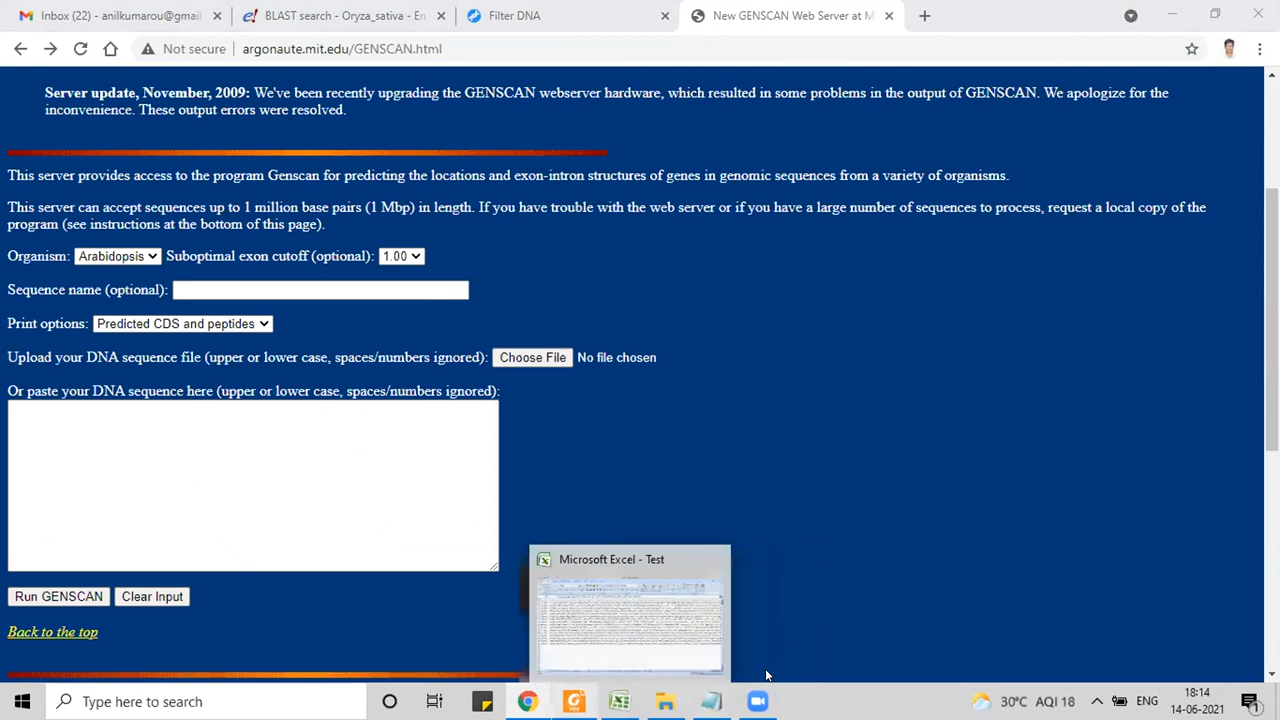 Inbox (22) - anilkumarou@gmail
BLAST search - Oryza_sativa - En
Filter DNA
New GENSCAN Web Server at M
Not secure
argonaute.mit.edu/GENSCAN.html
Server update, November, 2009: We've been recently upgrading the GENSCAN webserver hardware, which resulted in some problems in the output of GENSCAN. We apologize for the
inconvenience. These output errors were resolved.
This server provides access to the program Genscan for predicting the locations and exon-intron structures of genes in genomic sequences from a variety of organisms.
This server can accept sequences up to 1 million base pairs (1 Mbp) in length. If you have trouble with the web server or if you have a large number of sequences to process, request a local copy of the
program (see instructions at the bottom of this page).
Organism: Arabidopsis Suboptimal exon cutoff (optional): 1.00
Sequence name (optional):
Print options: Predicted CDS and peptides
Upload your DNA sequence file (upper or lower case, spaces/numbers ignored): Choose File No file chosen
Or paste your DNA sequence here (upper or lower case, spaces/numbers ignored):
Microsoft Excel - Test
Run GENSCAN Clear Input
Back to the top
Type here to search
30°C AQI 18
ENG
18:14
14-06-2021